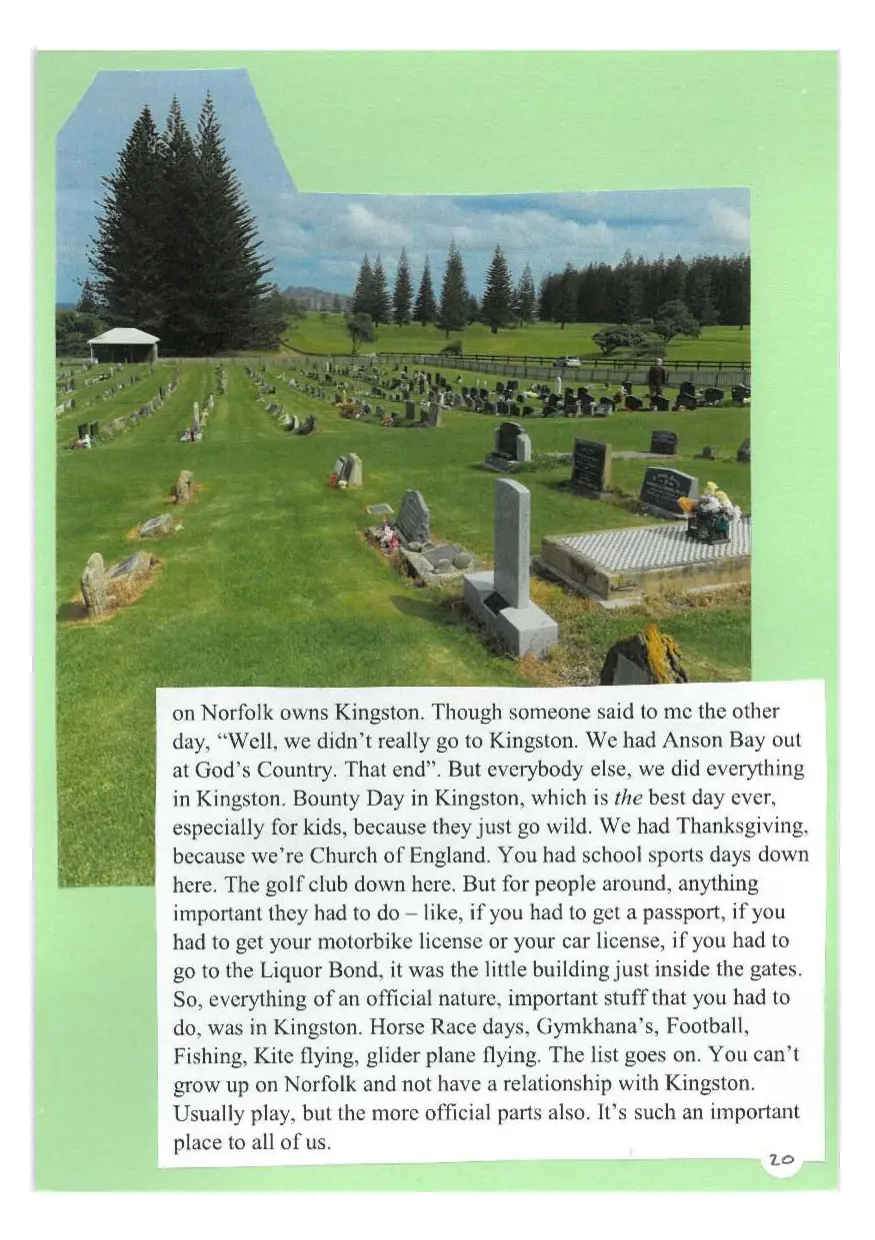 on Norfolk owns Kingston. Though someone said to me the other
day, “Well, we didn’t really go to Kingston. We had Anson Bay out
at God’s Country. That end”. But everybody else, we did everything
in Kingston. Bounty Day in Kingston, which is the best day ever,
especially for kids, because they just go wild. We had Thanksgiving,
because we’re Church of England. You had school sports days down
here. The golf club down here. But for people around, anything
important they had to do – like, if you had to get a passport, if you
had to get your motorbike license or your car license, if you had to
go to the Liquor Bond, it was the little building just inside the gates.
So, everything of an official nature, important stuff that you had to
do, was in Kingston. Horse Race days, Gymkhana’s, Football,
Fishing, Kite flying, glider plane flying. The list goes on. You can’t
grow up on Norfolk and not have a relationship with Kingston.
Usually play, but the more official parts also. It’s such an important
place to all of us.
20